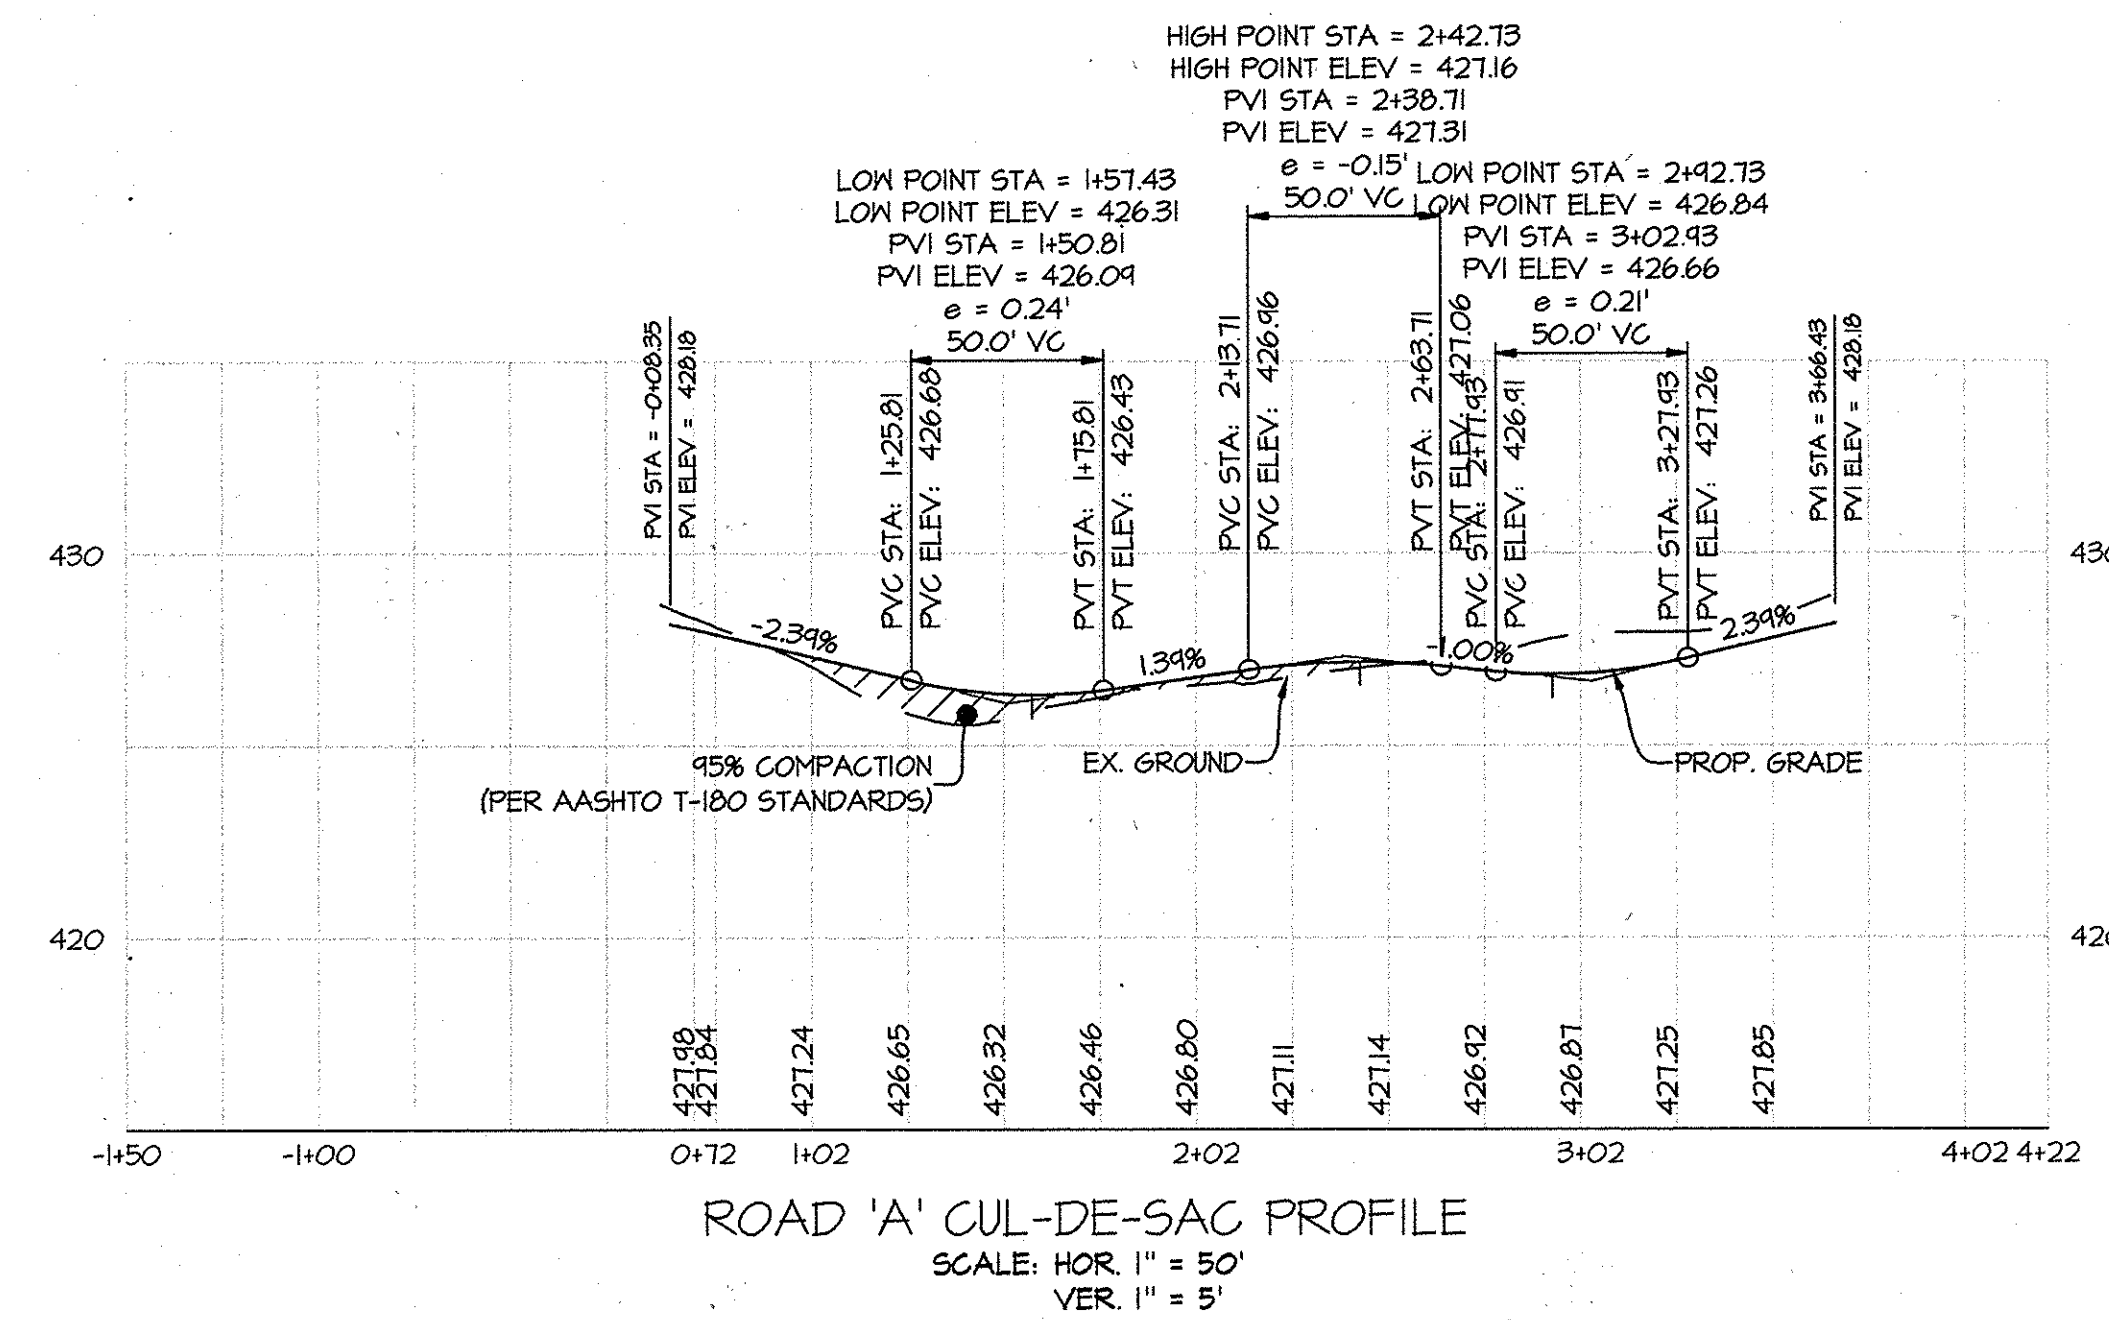 HIGH POINT STA = 2+42.73
HIGH POINT ELEV = 427.16
PVI STA = 2+38.71
PVI ELEV = 427.31
e = -0.15'
50.0' VC
LOW POINT STA = 1+57.43
LOW POINT ELEV = 426.31
PVI STA = 1+50.81
PVI ELEV = 426.09
e = 0.24'
50.0' VC
LOW POINT STA = 2+92.73
LOW POINT ELEV = 426.84
PVI STA = 3+02.93
PVI ELEV = 426.66
e = 0.21'
50.0' VC
PVI STA = -0+08.35
PVI ELEV = 428.18
PVC STA: 1+25.81
PVC ELEV: 426.68
PVT STA: 1+75.81
PVT ELEV: 426.43
PVC STA: 2+13.71
PVC ELEV: 426.96
PVT STA: 2+63.71
PVT ELEV: 427.06
PVC STA: 2+77.93
PVC ELEV: 426.91
PVT STA: 3+27.93
PVT ELEV: 427.26
PVI STA = 3+66.43
PVI ELEV = 428.18
430
-2.39%
1.39%
-1.00%
2.39%
95% COMPACTION
(PER AASHTO T-180 STANDARDS)
EX. GROUND
PROP. GRADE
420
427.98
427.84
427.24
426.65
426.32
426.46
426.80
427.11
427.14
426.92
426.87
427.25
427.85
-1+50
-1+00
0+72
1+02
2+02
3+02
4+02
4+22
ROAD 'A' CUL-DE-SAC PROFILE
SCALE: HOR. 1" = 50'
VER. 1" = 5'